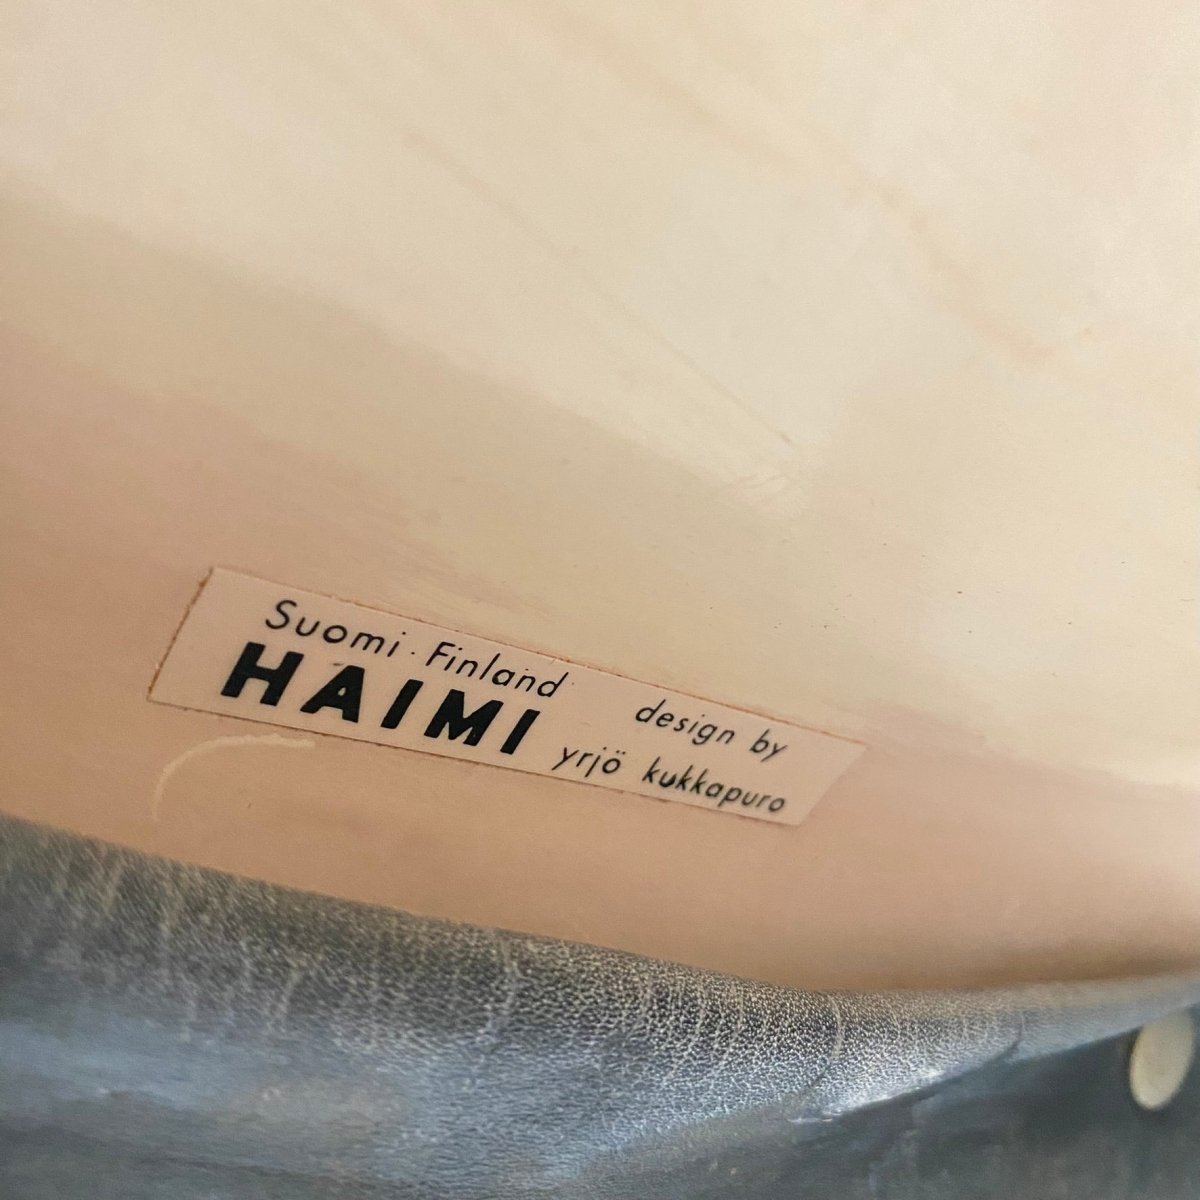 Suomi · Finland
HAIMI
design by
yrjö kukkapuro